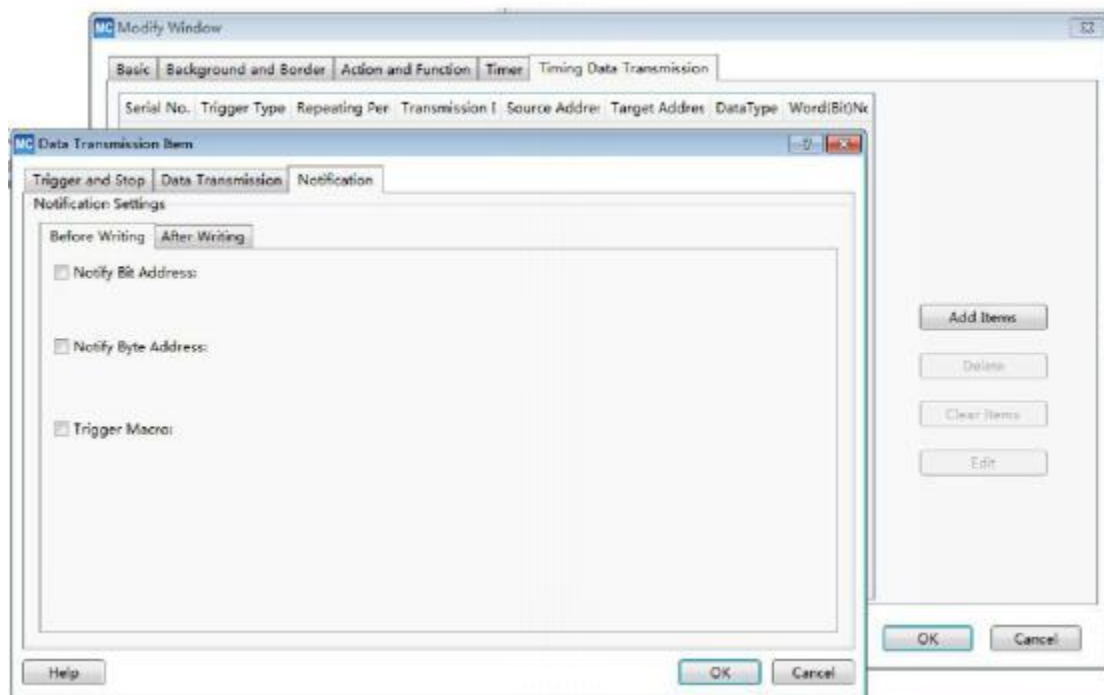 MC Modify Window
Basic Background and Border Action and Function Timer Timing Data Transmission
Serial No. Trigger Type Repeating Per Transmission I Source Addres Target Addres DataType Word(Bit)No
MC Data Transmission Item
Trigger and Stop Data Transmission Notification
Notification Settings
Before Writing After Writing
Notify Bit Address:
Notify Byte Address:
Trigger Macro:
Add Items
Delete
Clear Items
Edit
OK Cancel
Help OK Cancel